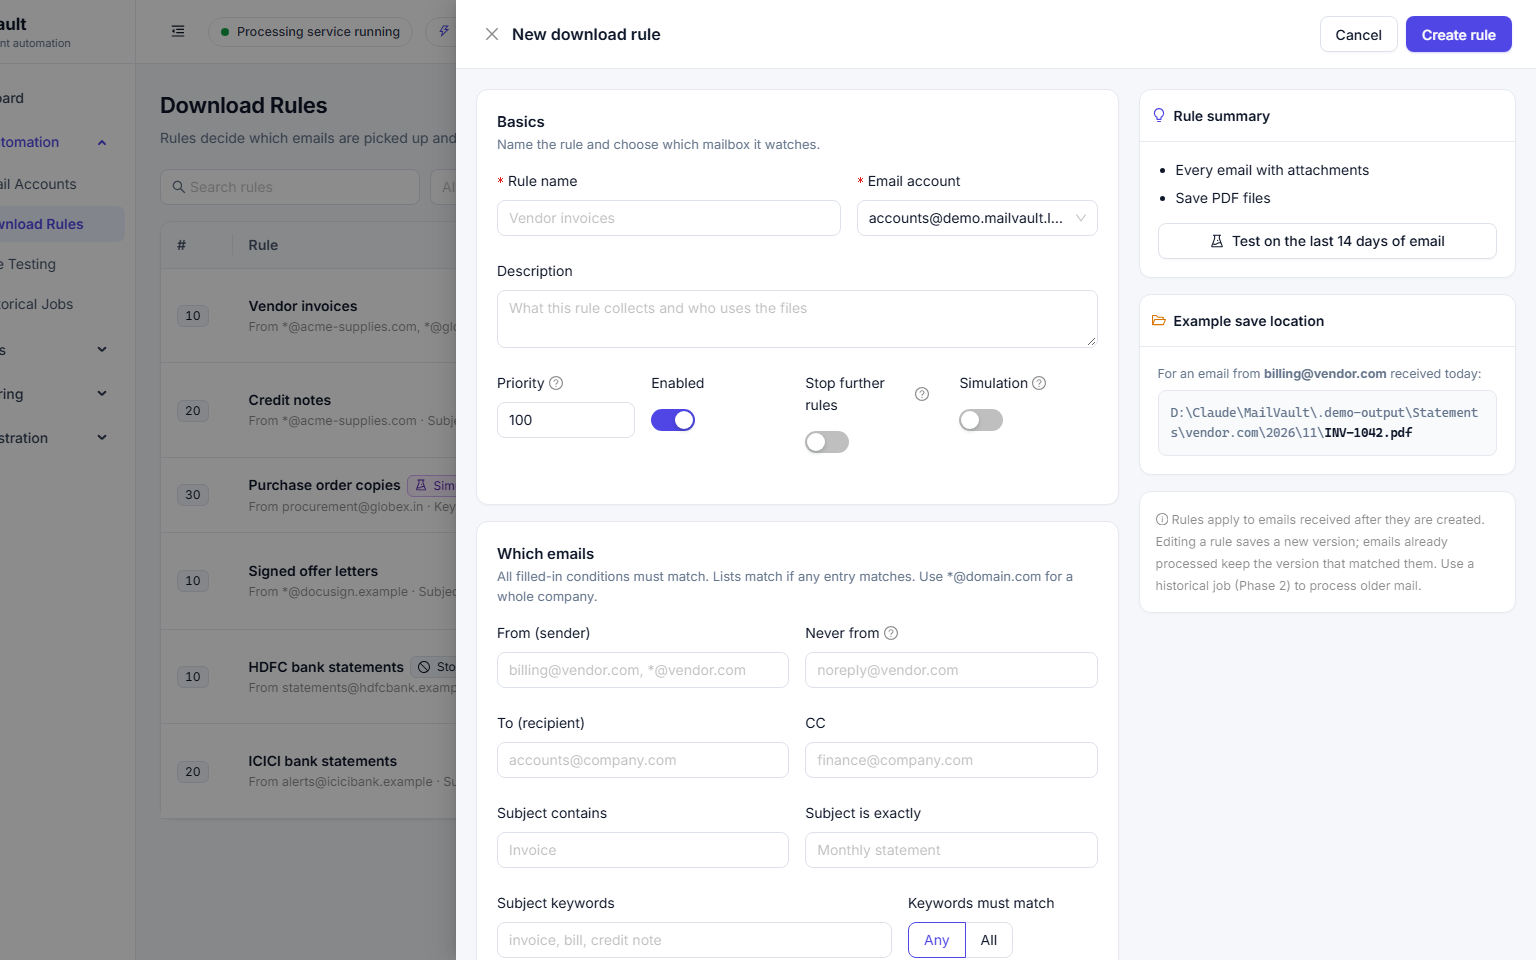 ault
nt automation
Processing service running
New download rule
Cancel
Create rule
oard
tomation
ail Accounts
wnload Rules
e Testing
torical Jobs
s
ring
stration
Download Rules
Rules decide which emails are picked up and
Search rules
Al
#
Rule
10
Vendor invoices
From *@acme-supplies.com, *@glo
20
Credit notes
From *@acme-supplies.com · Subje
30
Purchase order copies
Sim
From procurement@globex.in · Key
10
Signed offer letters
From *@docusign.example · Subjec
10
HDFC bank statements
Sto
From statements@hdfcbank.examp
20
ICICI bank statements
From alerts@icicibank.example · Su
Basics
Name the rule and choose which mailbox it watches.
* Rule name
* Email account
Vendor invoices
accounts@demo.mailvault.l...
Description
What this rule collects and who uses the files
Priority
Enabled
Stop further
rules
Simulation
100
Which emails
All filled-in conditions must match. Lists match if any entry matches. Use *@domain.com for a
whole company.
From (sender)
Never from
billing@vendor.com, *@vendor.com
noreply@vendor.com
To (recipient)
CC
accounts@company.com
finance@company.com
Subject contains
Subject is exactly
Invoice
Monthly statement
Subject keywords
Keywords must match
invoice, bill, credit note
Any
All
Rule summary
• Every email with attachments
• Save PDF files
Test on the last 14 days of email
Example save location
For an email from billing@vendor.com received today:
D:\Claude\MailVault\.demo-output\Statement
s\vendor.com\2026\11\INV-1042.pdf
Rules apply to emails received after they are created.
Editing a rule saves a new version; emails already
processed keep the version that matched them. Use a
historical job (Phase 2) to process older mail.